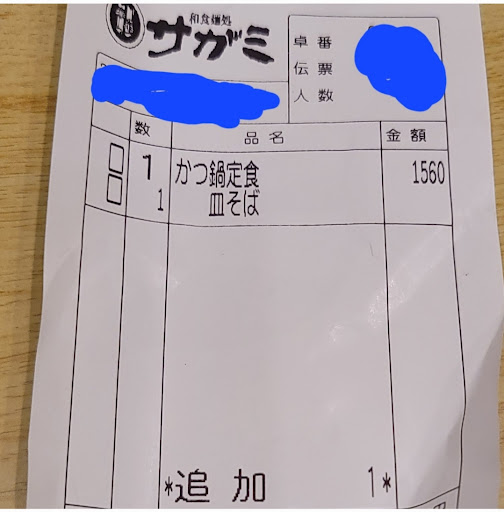 和食麺処
サガミ
卓番
伝票
人数
数 品名 金額
1 かつ鍋定食 1560
1 皿そば
*追加 1*